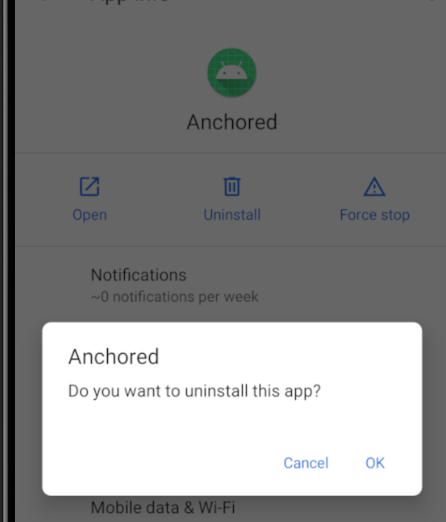 Anchored
Open
Uninstall
Force stop
Notifications
~0 notifications per week
Anchored
Do you want to uninstall this app?
Cancel
OK
Mobile data & Wi-Fi